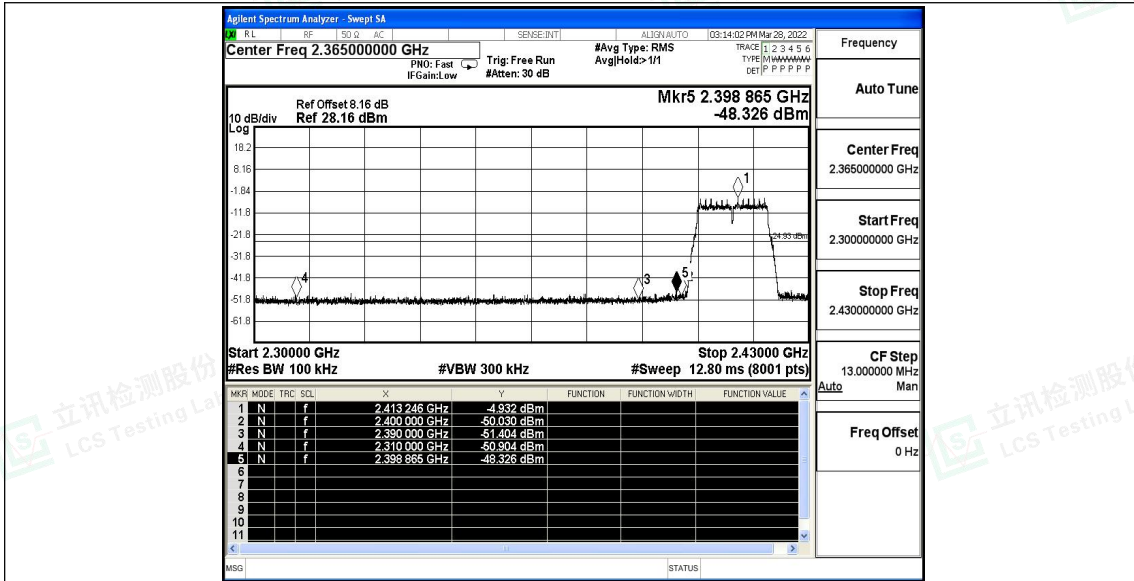 Agilent Spectrum Analyzer - Swept SA
RL RF 50 Ω AC SENSE:INT ALIGN AUTO 03:14:02 PM Mar 28, 2022
Center Freq 2.365000000 GHz
PNO: Fast
IFGain:Low
Trig: Free Run
#Atten: 30 dB
#Avg Type: RMS
Avg|Hold:>1/1
TRACE 1 2 3 4 5 6
TYPE M
DET P P P P P P
Ref Offset 8.16 dB
Ref 28.16 dBm
10 dB/div
Log
Mkr5 2.398 865 GHz
-48.326 dBm
18.2
8.16
-1.84
-11.8
-21.8
-31.8
-41.8
-51.8
-61.8
1
-24.93 dBm
4
3
5
Start 2.30000 GHz Stop 2.43000 GHz
#Res BW 100 kHz #VBW 300 kHz #Sweep 12.80 ms (8001 pts)
MKR MODE TRC SCL X Y FUNCTION FUNCTION WIDTH FUNCTION VALUE
1 N f 2.413 246 GHz -4.932 dBm
2 N f 2.400 000 GHz -50.030 dBm
3 N f 2.390 000 GHz -51.404 dBm
4 N f 2.310 000 GHz -50.904 dBm
5 N f 2.398 865 GHz -48.326 dBm
6
7
8
9
10
11
MSG STATUS
Frequency
Auto Tune
Center Freq
2.365000000 GHz
Start Freq
2.300000000 GHz
Stop Freq
2.430000000 GHz
CF Step
13.000000 MHz
Auto Man
Freq Offset
0 Hz
立讯检测股份
LCS Testing Lab
立讯检测股份
LCS Testing L